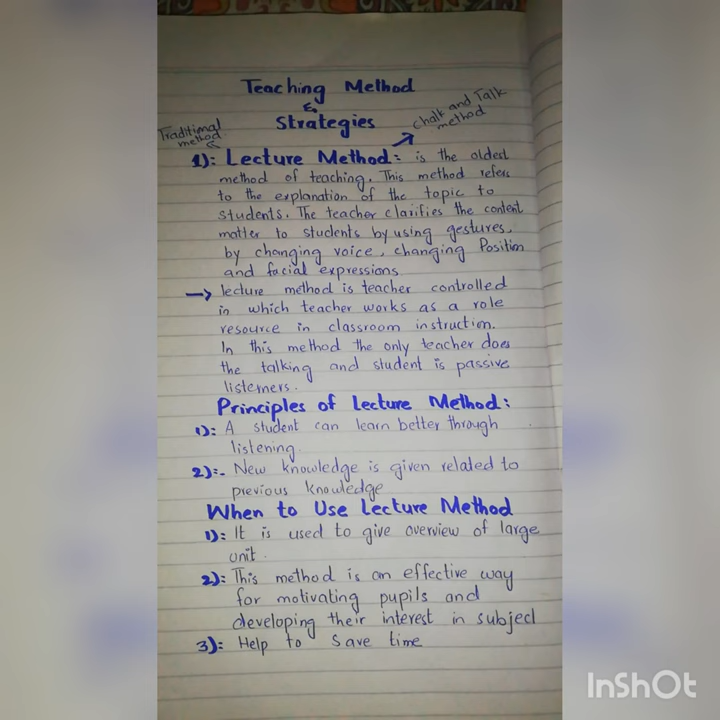 Teaching Method
&
Strategies
Chalk and Talk
method
Traditional
method
1): Lecture Method: is the oldest
method of teaching. This method refers
to the explanation of the topic to
students. The teacher clarifies the content
matter to students by using gestures,
by changing voice, changing Position
and facial expressions
→ lecture method is teacher controlled
in which teacher works as a role
resource in classroom instruction.
In this method the only teacher does
the talking and student is passive
listerners.
Principles of Lecture Method:
1): A student can learn better through
listening.
2):- New knowledge is given related to
previous knowledge
When to Use Lecture Method
1): It is used to give overview of large
unit.
2): This method is an effective way
for motivating pupils and
developing their interest in subject
3): Help to save time
InShOt